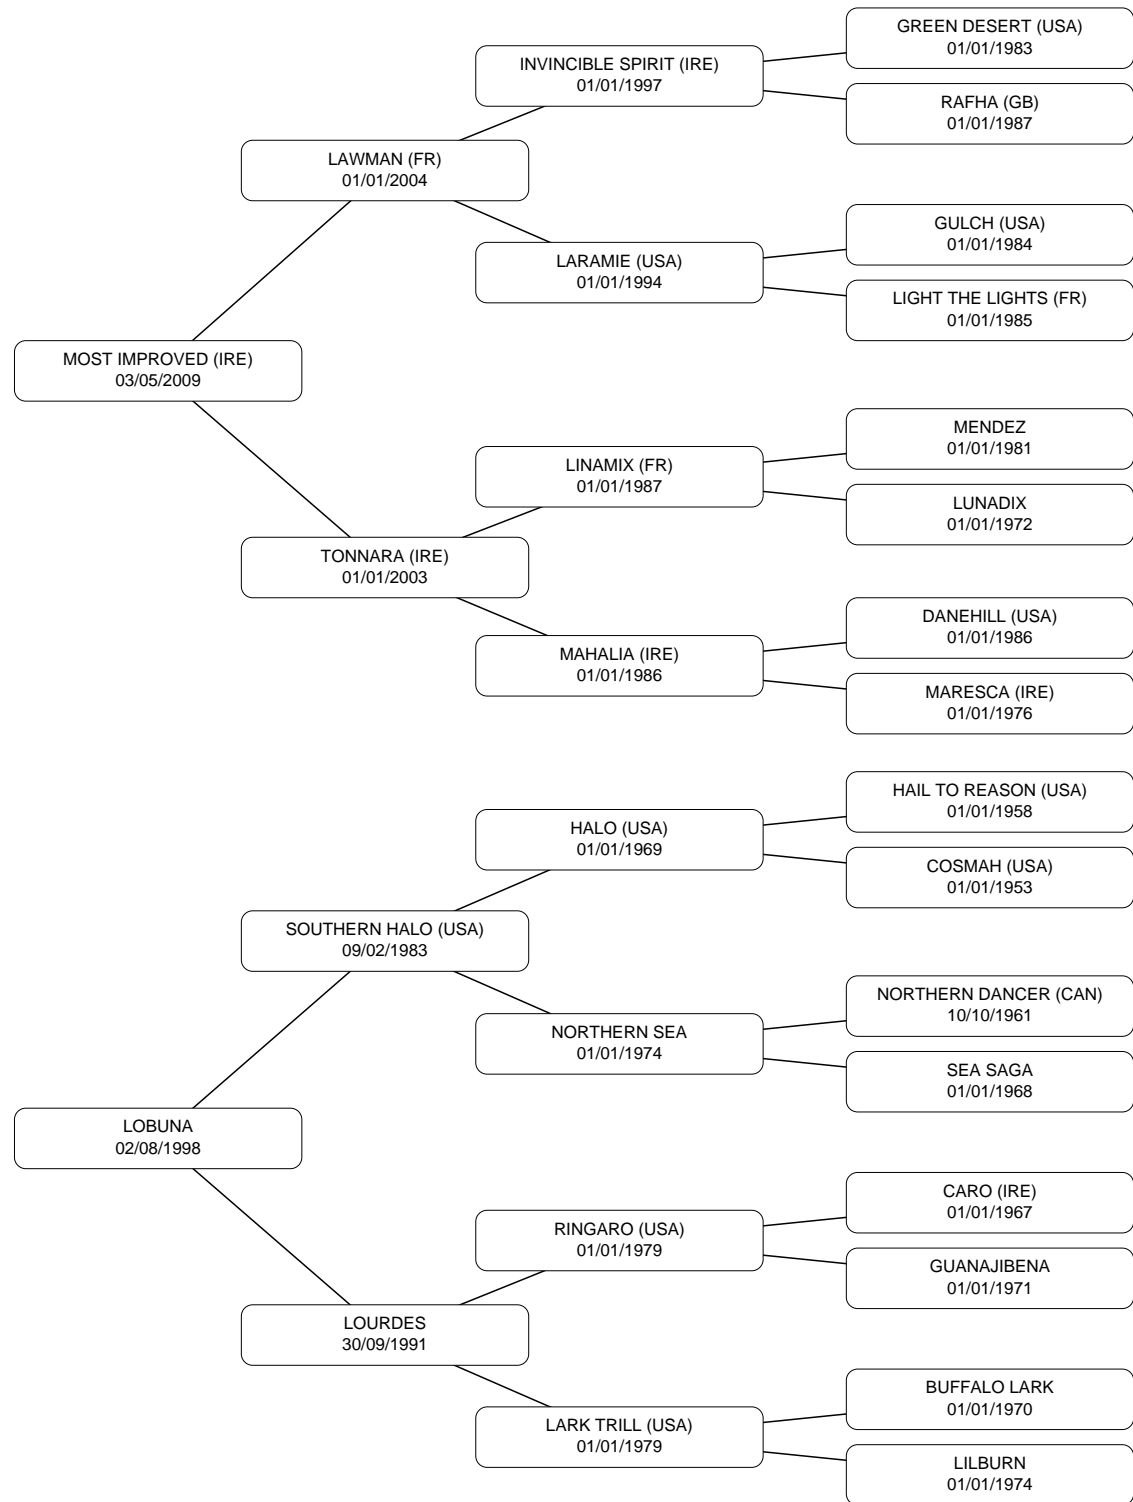 GREEN DESERT (USA)
01/01/1983
INVINCIBLE SPIRIT (IRE)
01/01/1997
RAFHA (GB)
01/01/1987
LAWMAN (FR)
01/01/2004
GULCH (USA)
01/01/1984
LARAMIE (USA)
01/01/1994
LIGHT THE LIGHTS (FR)
01/01/1985
MOST IMPROVED (IRE)
03/05/2009
MENDEZ
01/01/1981
LINAMIX (FR)
01/01/1987
LUNADIX
01/01/1972
TONNARA (IRE)
01/01/2003
DANEHILL (USA)
01/01/1986
MAHALIA (IRE)
01/01/1986
MARESCA (IRE)
01/01/1976
HAIL TO REASON (USA)
01/01/1958
HALO (USA)
01/01/1969
COSMAH (USA)
01/01/1953
SOUTHERN HALO (USA)
09/02/1983
NORTHERN DANCER (CAN)
10/10/1961
NORTHERN SEA
01/01/1974
SEA SAGA
01/01/1968
LOBUNA
02/08/1998
CARO (IRE)
01/01/1967
RINGARO (USA)
01/01/1979
GUANAJIBENA
01/01/1971
LOURDES
30/09/1991
BUFFALO LARK
01/01/1970
LARK TRILL (USA)
01/01/1979
LILBURN
01/01/1974